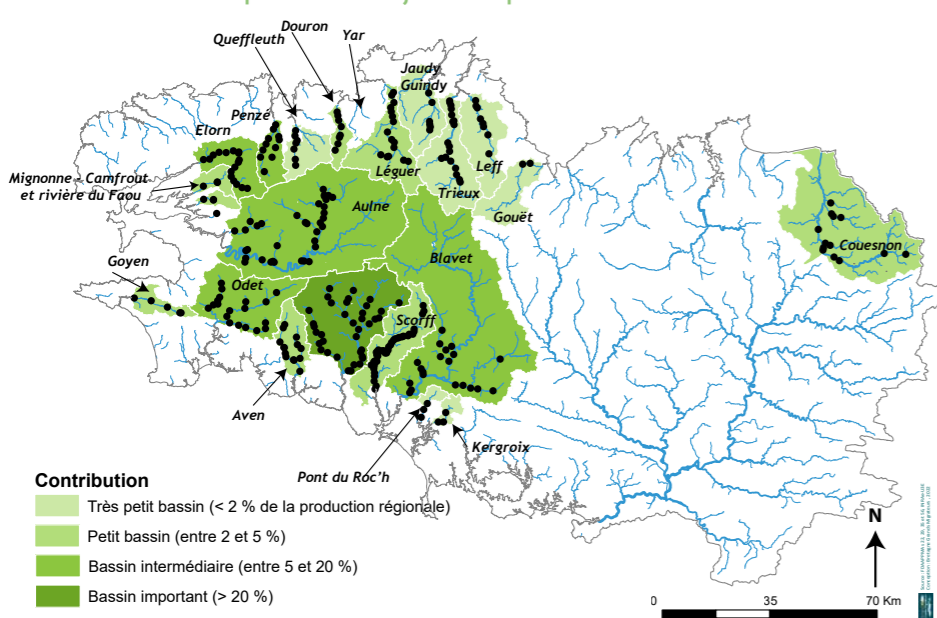 Douron
Queffleuth
Yar
Jaudy
Guindy
Penzé
Elorn
Mignonne - Camfrout
et rivière du Faou
Léguer
Leff
Trieux
Aulne
Gouët
Couesnon
Goyen
Blavet
Odet
Scorff
Aven
Kergroix
Pont du Roc'h
Contribution
Très petit bassin (< 2 % de la production régionale)
Petit bassin (entre 2 et 5 %)
Bassin intermédiaire (entre 5 et 20 %)
Bassin important (> 20 %)
N
0 35 70 Km